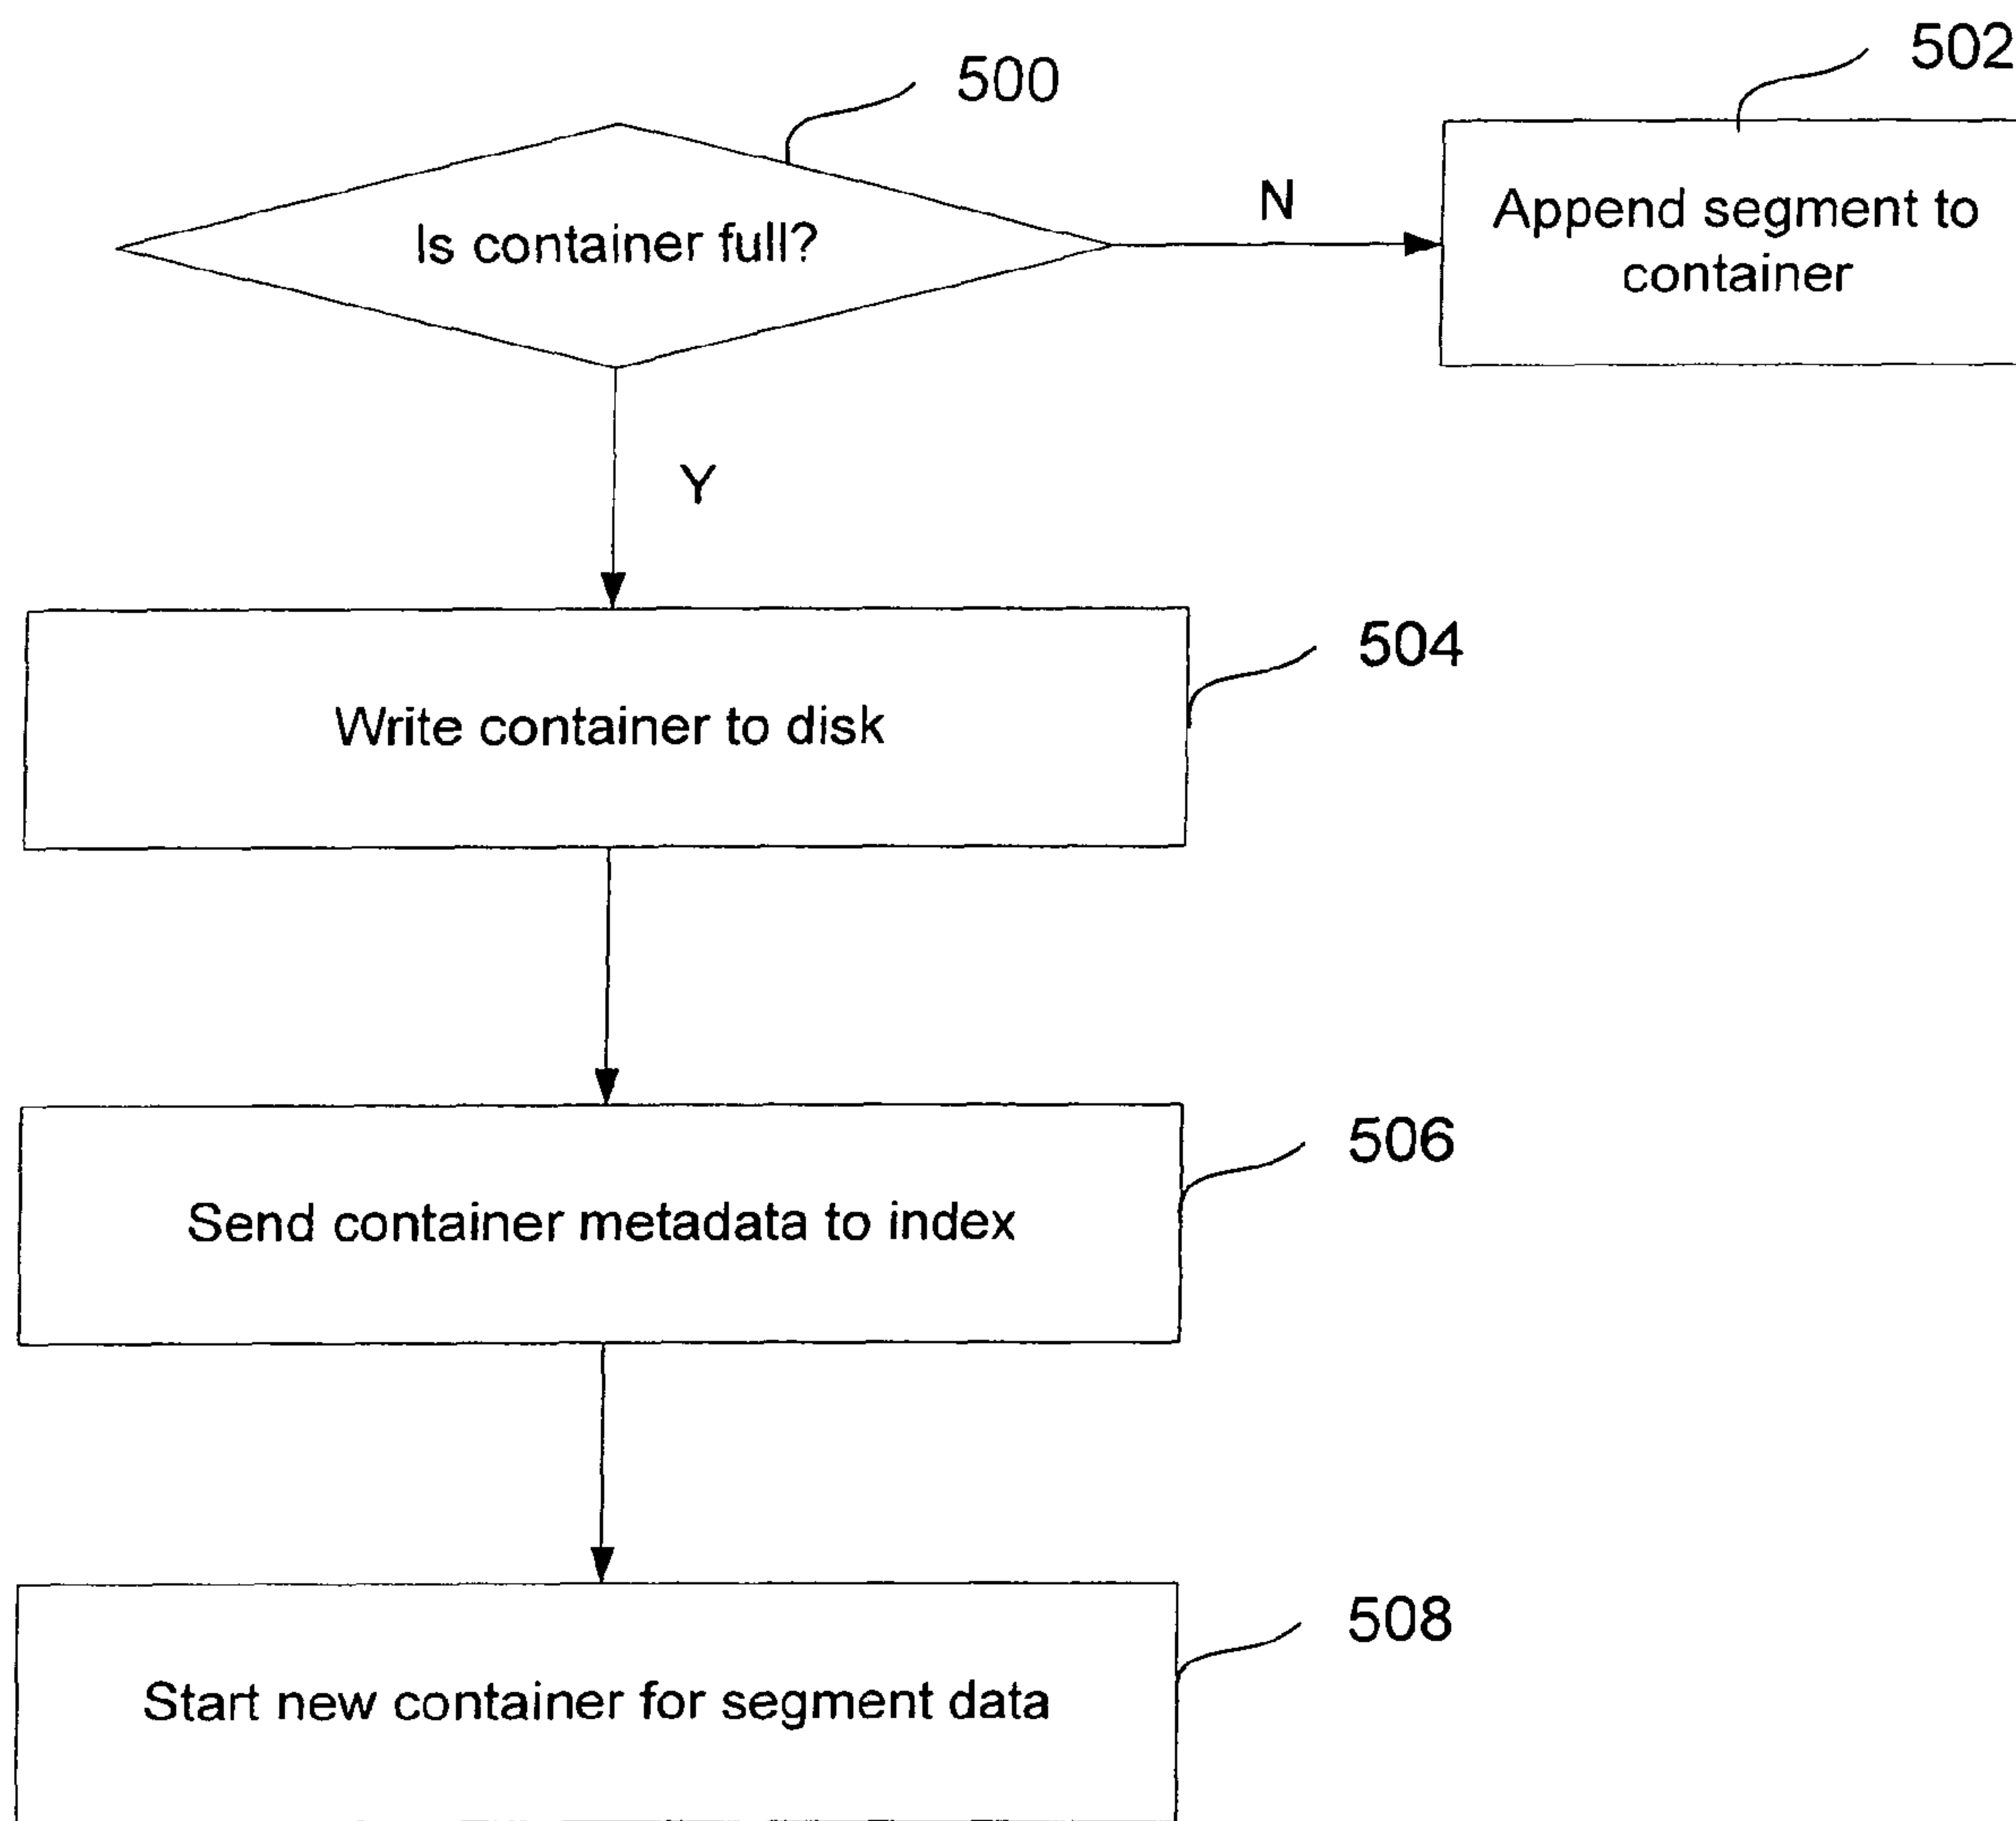 500
502
Is container full?
N
Append segment to
container
Y
504
Write container to disk
506
Send container metadata to index
508
Start new container for segment data